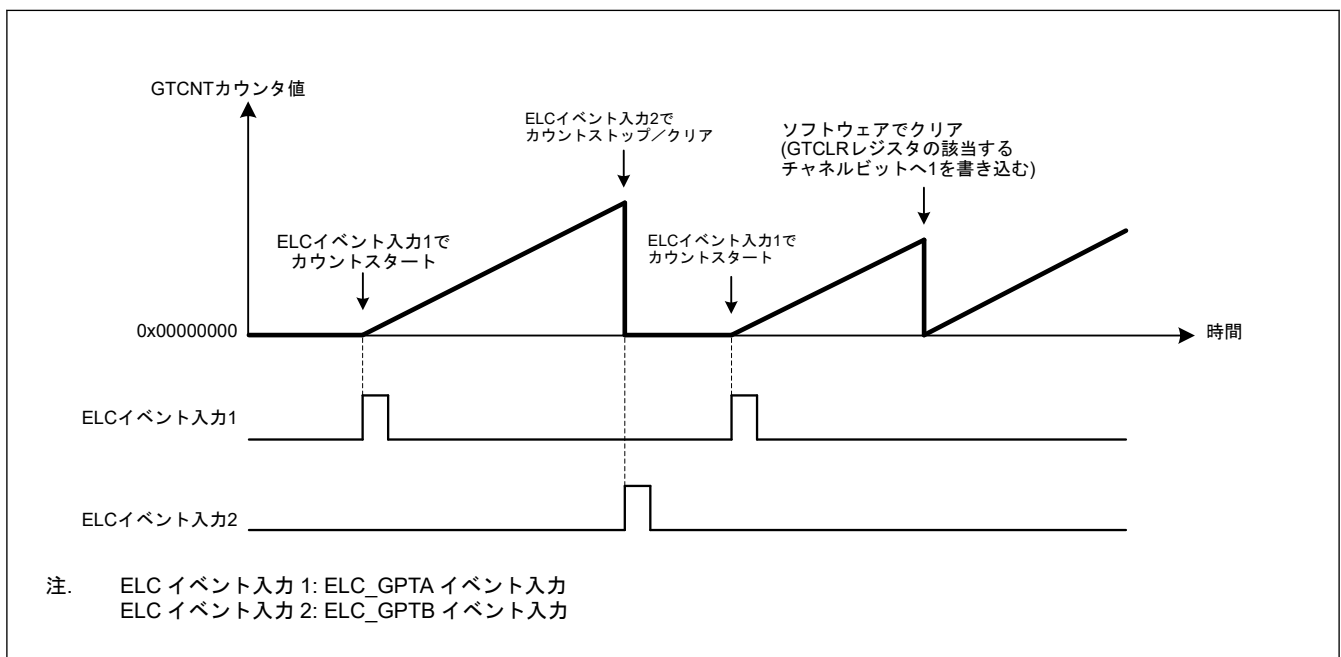 GTCNTカウンタ値
ELCイベント入力2で
カウントストップ/クリア
ソフトウェアでクリア
(GTCLRレジスタの該当する
チャネルビットへ1を書き込む)
ELCイベント入力1で
カウントスタート
ELCイベント入力1で
カウントスタート
0x00000000
時間
ELCイベント入力1
ELCイベント入力2
注. ELC イベント入力 1: ELC_GPTA イベント入力
ELC イベント入力 2: ELC_GPTB イベント入力